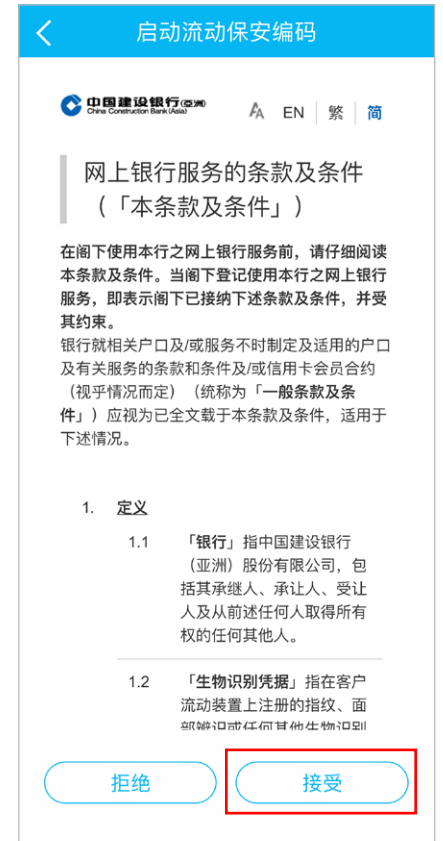 启动流动保安编码
中国建设银行(亚洲)
China Construction Bank (Asia)
AA EN 繁 简
网上银行服务的条款及条件
（「本条款及条件」）
在阁下使用本行之网上银行服务前，请仔细阅读
本条款及条件。当阁下登记使用本行之网上银行
服务，即表示阁下已接纳下述条款及条件，并受
其约束。
银行就相关户口及/或服务不时制定及适用的户口
及有关服务的条款和条件及/或信用卡会员合约
（视乎情况而定）（统称为「一般条款及条
件」）应视为已全文载于本条款及条件，适用于
下述情况。
1. 定义
1.1 「银行」指中国建设银行
（亚洲）股份有限公司，包
括其承继人、承让人、受让
人及从前述任何人取得所有
权的任何其他人。
1.2 「生物识别凭据」指在客户
流动装置上注册的指纹、面
部辨识或任何其他生物识别
拒绝
接受